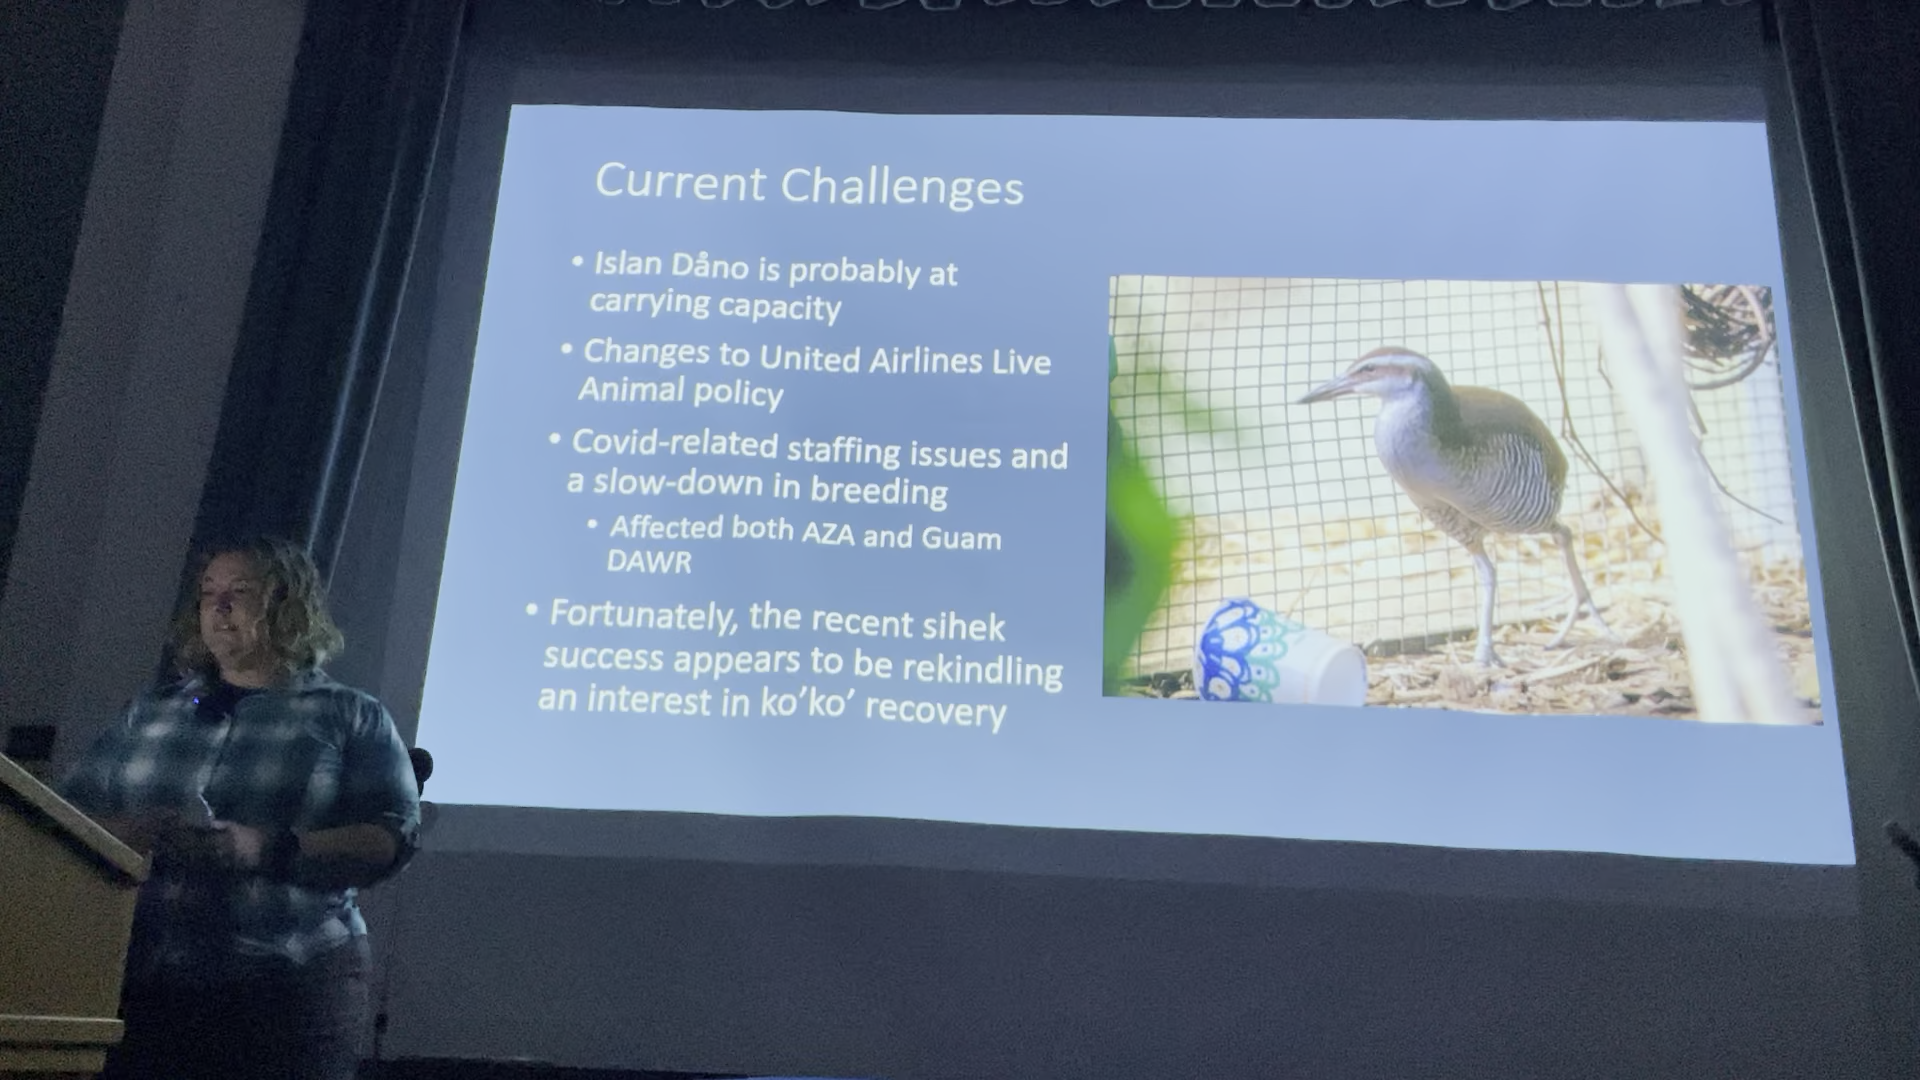 Current Challenges
• Islan Dåno is probably at
carrying capacity
• Changes to United Airlines Live
Animal policy
• Covid-related staffing issues and
a slow-down in breeding
• Affected both AZA and Guam
DAWR
• Fortunately, the recent sihek
success appears to be rekindling
an interest in ko’ko’ recovery